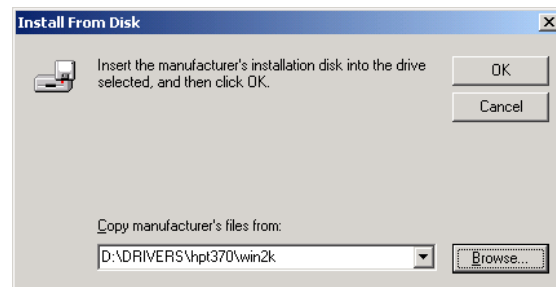 Install From Disk
Insert the manufacturer's installation disk into the drive
selected, and then click OK.
OK
Cancel
Copy manufacturer's files from:
D:\DRIVERS\hpt370\win2k
Browse...